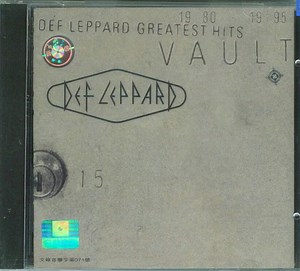 19 80 19 95
DEF LEPPARD GREATEST HITS
VAULT
DEF LEPPARD
15